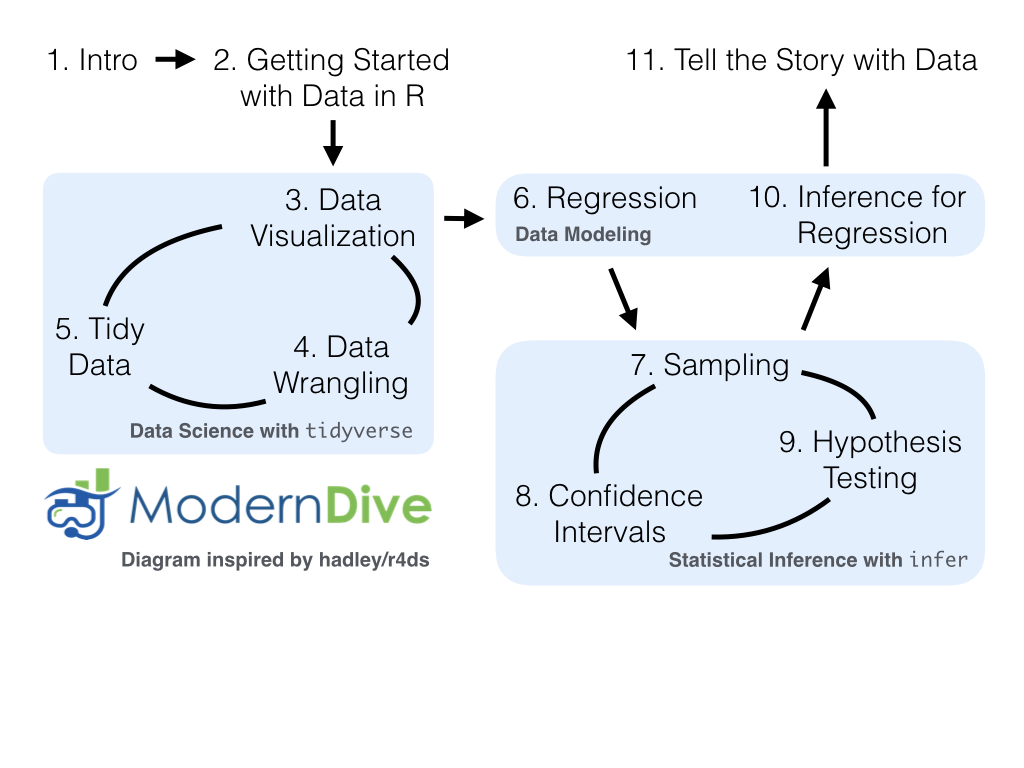 1. Intro
2. Getting Started
with Data in R
11. Tell the Story with Data
3. Data
Visualization
5. Tidy
Data
4. Data
Wrangling
Data Science with tidyverse
6. Regression
Data Modeling
10. Inference for
Regression
7. Sampling
9. Hypothesis
Testing
8. Confidence
Intervals
Statistical Inference with infer
ModernDive
Diagram inspired by hadley/r4ds